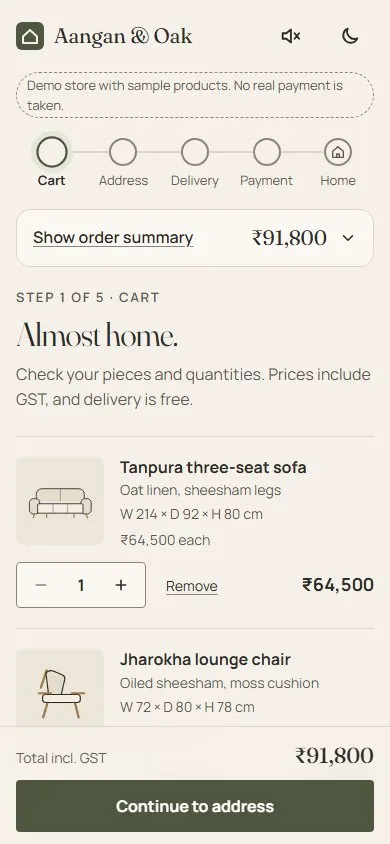 Aangan & Oak
Demo store with sample products. No real payment is
taken.
Cart
Address
Delivery
Payment
Home
Show order summary
₹91,800
STEP 1 OF 5 · CART
Almost home.
Check your pieces and quantities. Prices include
GST, and delivery is free.
Tanpura three-seat sofa
Oat linen, sheesham legs
W 214 × D 92 × H 80 cm
₹64,500 each
− 1 +
Remove
₹64,500
Jharokha lounge chair
Oiled sheesham, moss cushion
W 72 × D 80 × H 78 cm
Total incl. GST
₹91,800
Continue to address